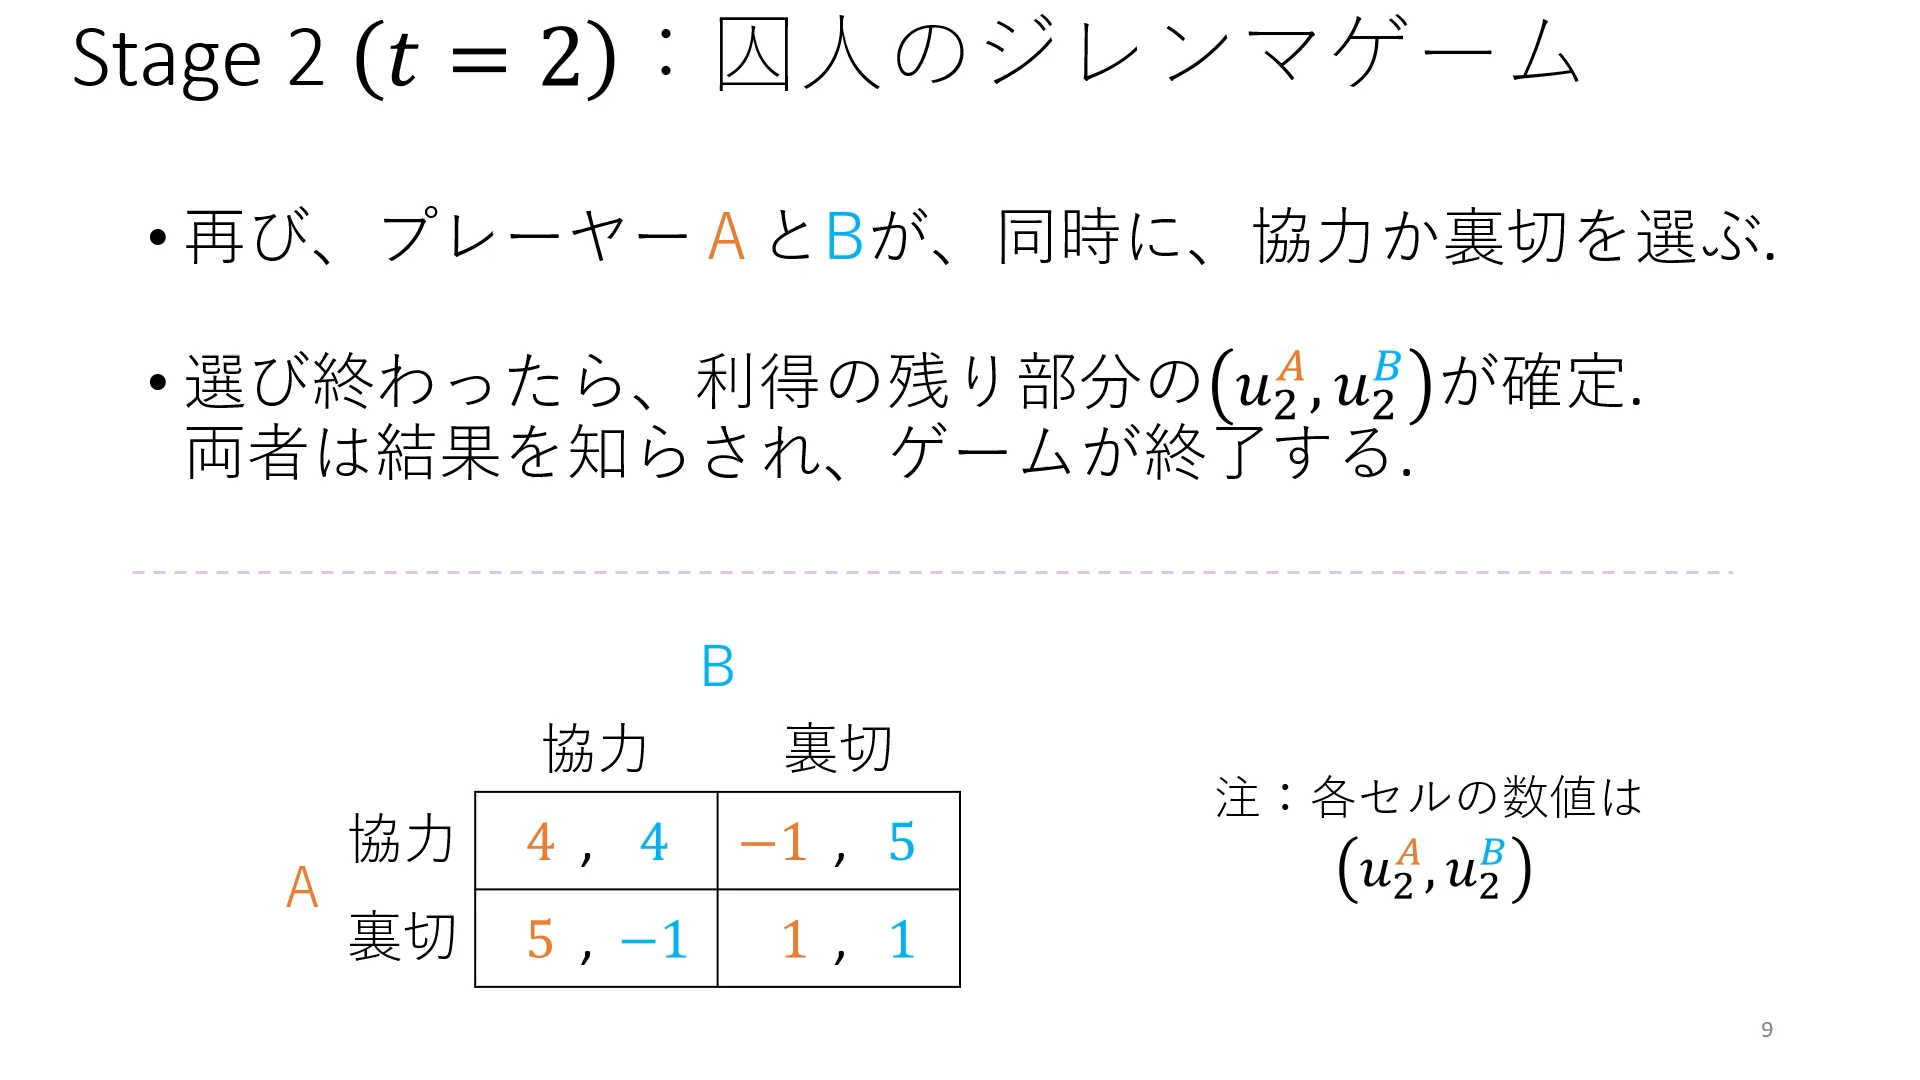 Stage 2 (t = 2)：囚人のジレンマゲーム
• 再び、プレーヤー A とBが、同時に、協力か裏切を選ぶ.
• 選び終わったら、利得の残り部分の(u₂ᴬ, u₂ᴮ)が確定.
両者は結果を知らされ、ゲームが終了する.
B
協力 裏切
協力 4 , 4 −1 , 5
A
裏切 5 , −1 1 , 1
注：各セルの数値は
(u₂ᴬ, u₂ᴮ)
9